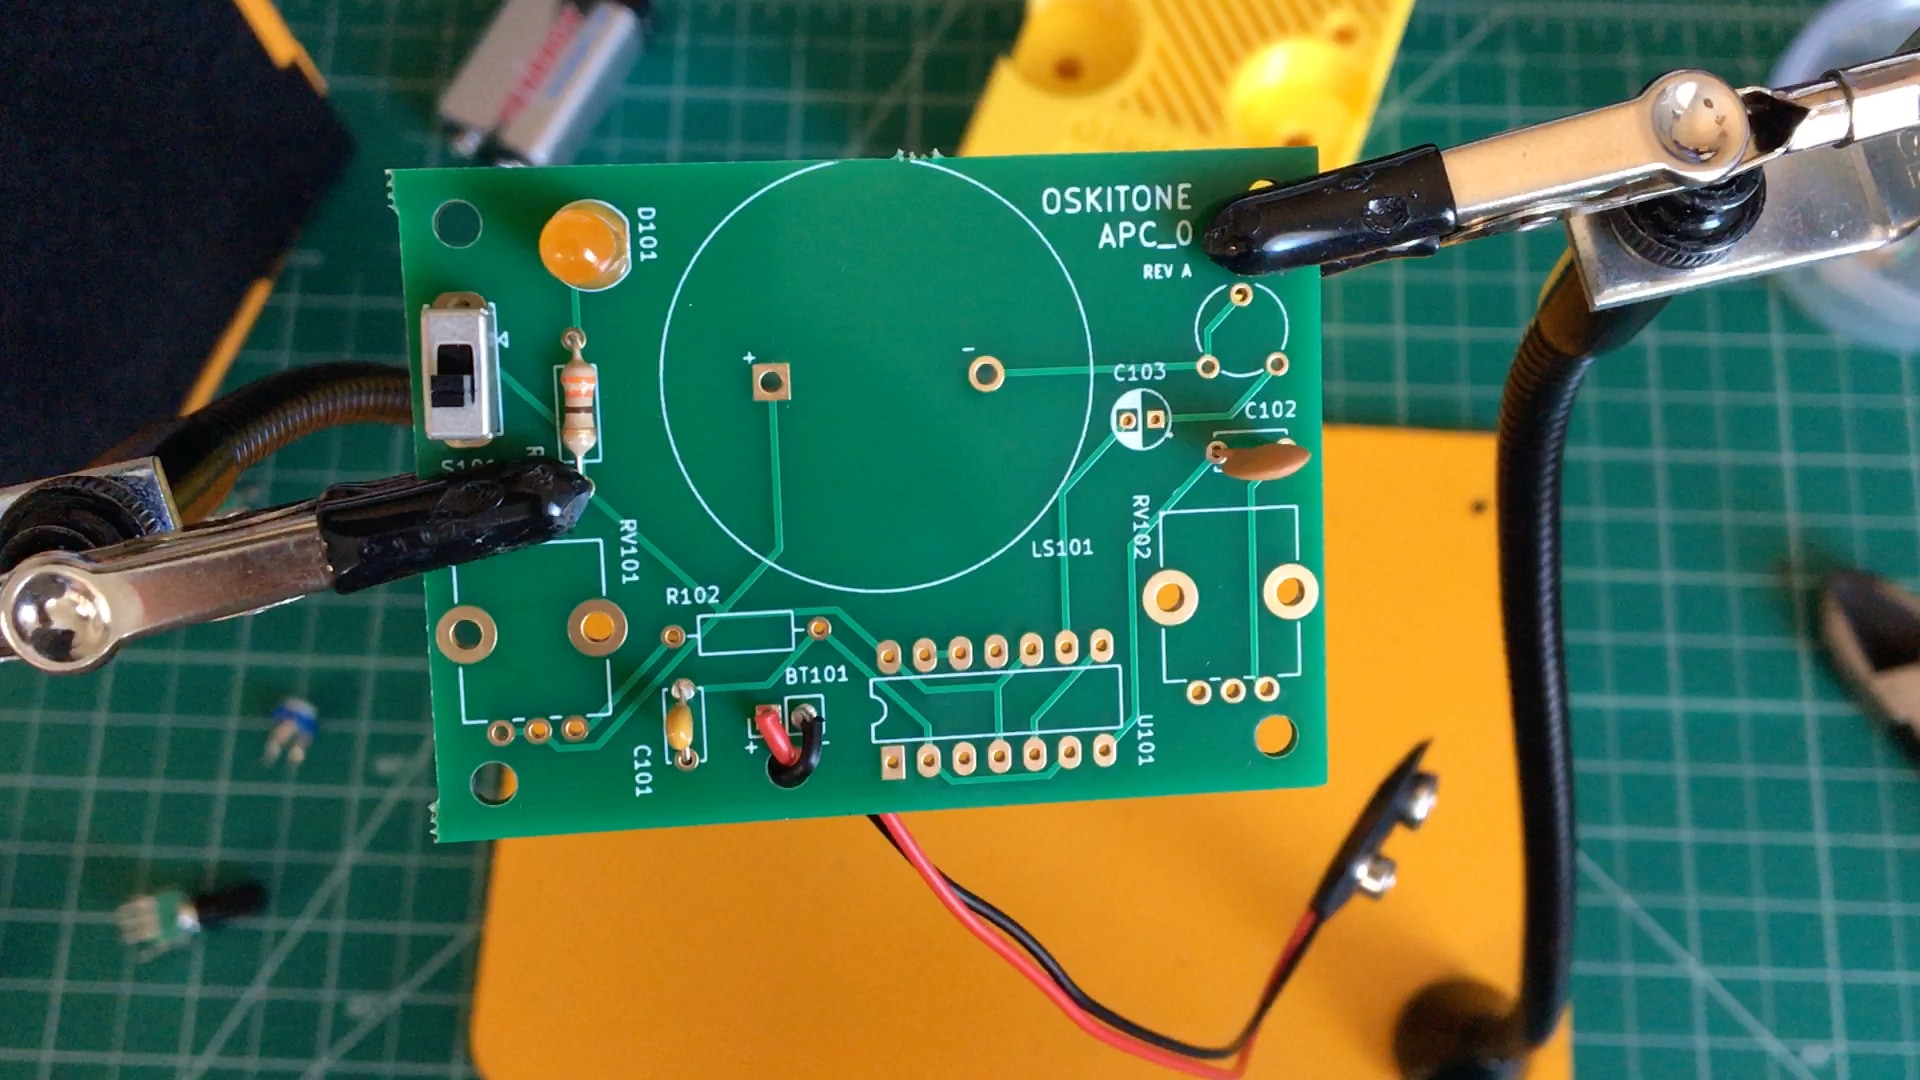 OSKITONE
APC_0
REV A
D101
+
-
C103
C102
S101
R
RV101
RV102
LS101
R102
BT101
+
-
C101
U101